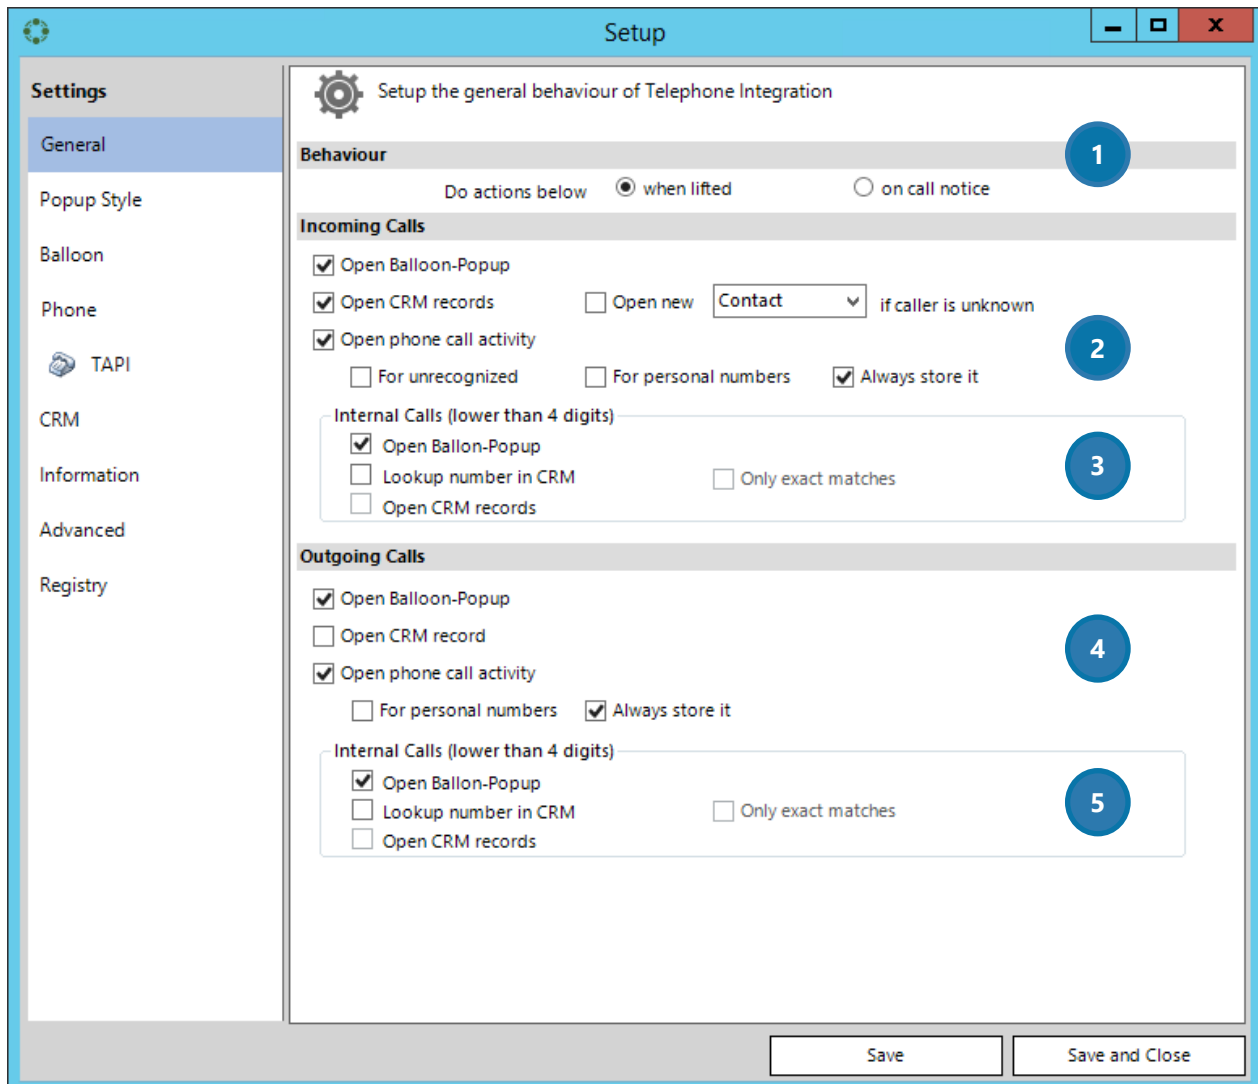 Setup
X
Settings
Setup the general behaviour of Telephone Integration
General
Behaviour
1
Do actions below when lifted on call notice
Popup Style
Incoming Calls
Balloon
Open Balloon-Popup
Open CRM records Open new Contact if caller is unknown
Phone
Open phone call activity
2
TAPI
For unrecognized For personal numbers Always store it
CRM
Internal Calls (lower than 4 digits)
Open Ballon-Popup
Information
Lookup number in CRM Only exact matches
3
Open CRM records
Advanced
Outgoing Calls
Registry
Open Balloon-Popup
Open CRM record
4
Open phone call activity
For personal numbers Always store it
Internal Calls (lower than 4 digits)
Open Ballon-Popup
Lookup number in CRM Only exact matches
5
Open CRM records
Save Save and Close